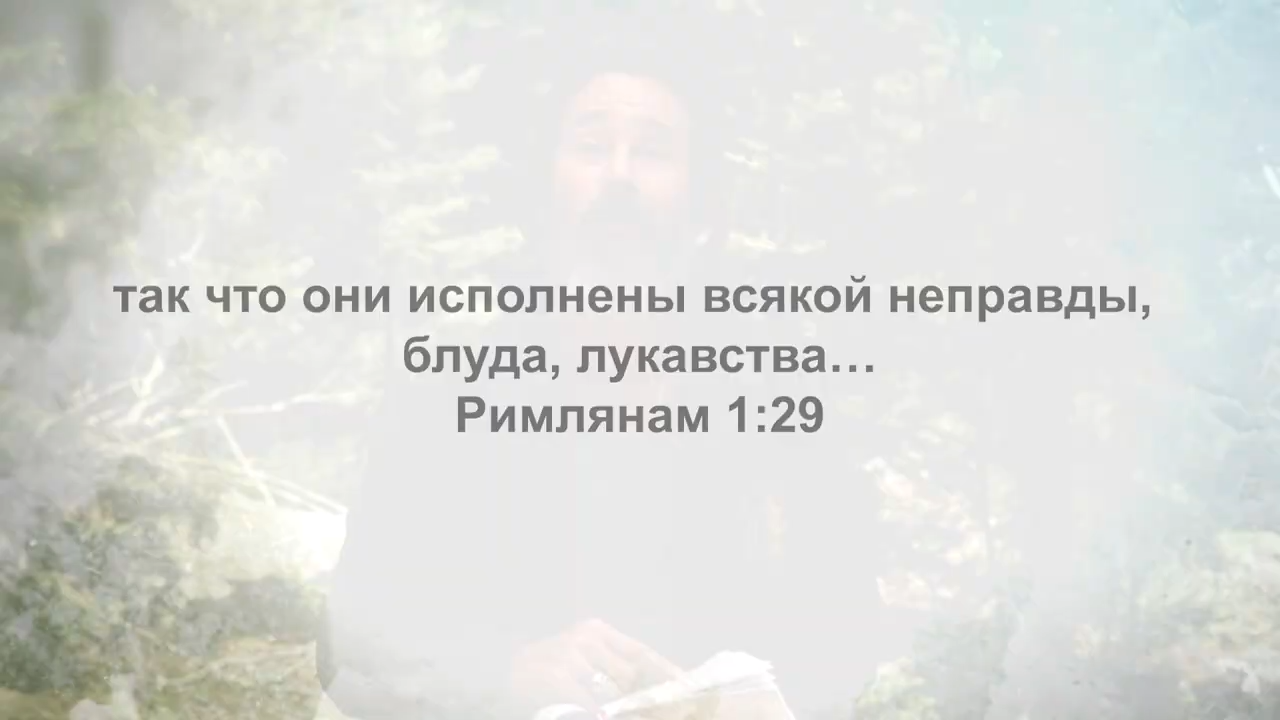 так что они исполнены всякой неправды,
блуда, лукавства…
Римлянам 1:29